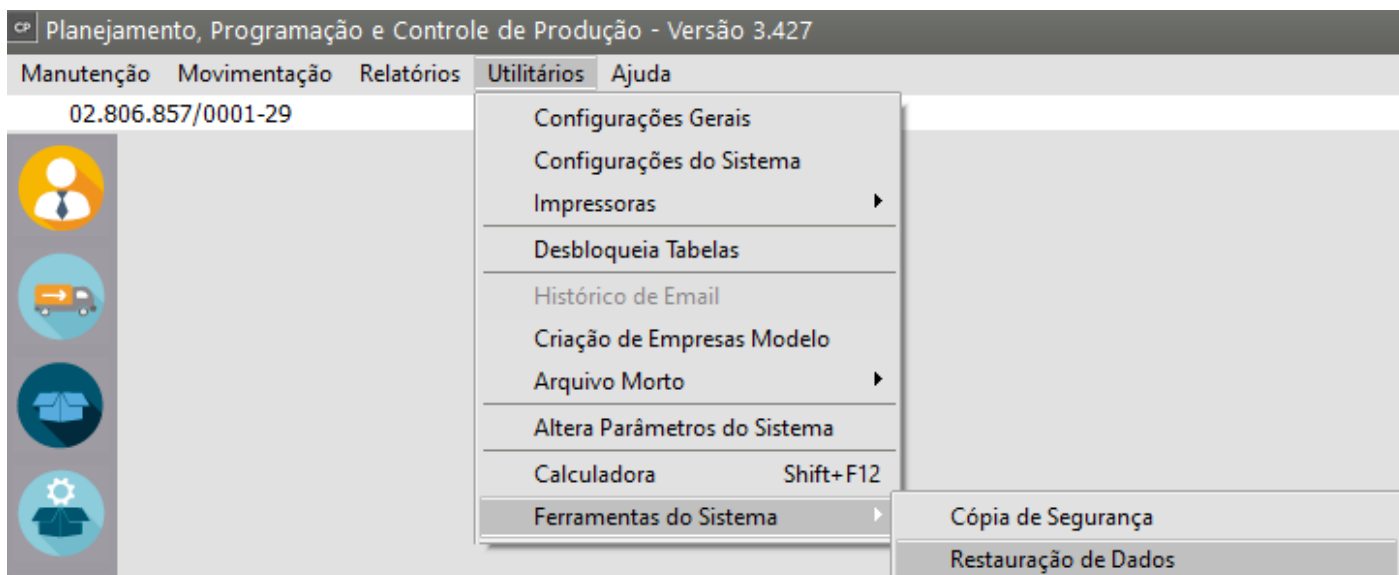 CP Planejamento, Programação e Controle de Produção - Versão 3.427
Manutenção Movimentação Relatórios Utilitários Ajuda
02.806.857/0001-29
Configurações Gerais
Configurações do Sistema
Impressoras
Desbloqueia Tabelas
Histórico de Email
Criação de Empresas Modelo
Arquivo Morto
Altera Parâmetros do Sistema
Calculadora Shift+F12
Ferramentas do Sistema
Cópia de Segurança
Restauração de Dados